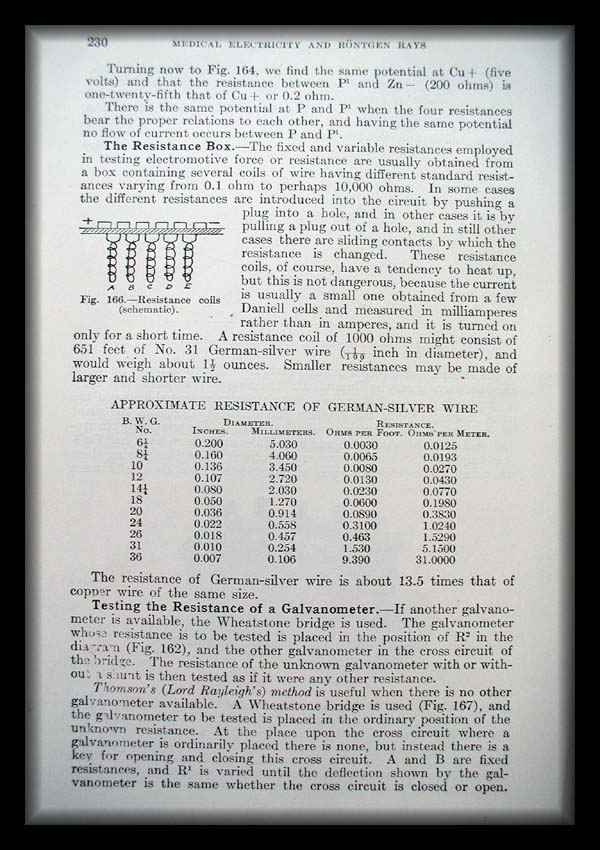 230 MEDICAL ELECTRICITY AND RÖNTGEN RAYS
Turning now to Fig. 164, we find the same potential at Cu + (five
volts) and that the resistance between P¹ and Zn − (200 ohms) is
one-twenty-fifth that of Cu + or 0.2 ohm.
There is the same potential at P and P¹ when the four resistances
bear the proper relations to each other, and having the same potential
no flow of current occurs between P and P¹.
The Resistance Box.—The fixed and variable resistances employed
in testing electromotive force or resistance are usually obtained from
a box containing several coils of wire having different standard resist-
ances varying from 0.1 ohm to perhaps 10,000 ohms. In some cases
the different resistances are introduced into the circuit by pushing a
plug into a hole, and in other cases it is by
pulling a plug out of a hole, and in still other
cases there are sliding contacts by which the
resistance is changed. These resistance
coils, of course, have a tendency to heat up,
but this is not dangerous, because the current
is usually a small one obtained from a few
Daniell cells and measured in milliamperes
rather than in amperes, and it is turned on
+ −
A B C D E
Fig. 166.—Resistance coils
(schematic).
only for a short time. A resistance coil of 1000 ohms might consist of
651 feet of No. 31 German-silver wire ( inch in diameter), and
would weigh about 1½ ounces. Smaller resistances may be made of
larger and shorter wire.
APPROXIMATE RESISTANCE OF GERMAN-SILVER WIRE
B. W. G. DIAMETER. RESISTANCE.
No. INCHES. MILLIMETERS. OHMS PER FOOT. OHMS PER METER.
6½ 0.200 5.030 0.0030 0.0125
8¼ 0.160 4.060 0.0065 0.0193
10 0.136 3.450 0.0080 0.0270
12 0.107 2.720 0.0130 0.0430
14¼ 0.080 2.030 0.0230 0.0770
18 0.050 1.270 0.0600 0.1980
20 0.036 0.914 0.0890 0.3830
24 0.022 0.558 0.3100 1.0240
26 0.018 0.457 0.463 1.5290
31 0.010 0.254 1.530 5.1500
36 0.007 0.106 9.390 31.0000
The resistance of German-silver wire is about 13.5 times that of
copper wire of the same size.
Testing the Resistance of a Galvanometer.—If another galvano-
meter is available, the Wheatstone bridge is used. The galvanometer
whose resistance is to be tested is placed in the position of R² in the
diagram (Fig. 162), and the other galvanometer in the cross circuit of
the bridge. The resistance of the unknown galvanometer with or with-
out a shunt is then tested as if it were any other resistance.
Thomson's (Lord Rayleigh's) method is useful when there is no other
galvanometer available. A Wheatstone bridge is used (Fig. 167), and
the galvanometer to be tested is placed in the ordinary position of the
unknown resistance. At the place upon the cross circuit where a
galvanometer is ordinarily placed there is none, but instead there is a
key for opening and closing this cross circuit. A and B are fixed
resistances, and R¹ is varied until the deflection shown by the gal-
vanometer is the same whether the cross circuit is closed or open.